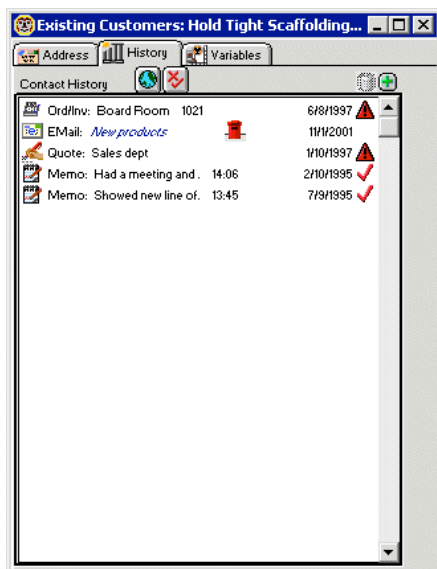 Existing Customers: Hold Tight Scaffolding...
Address History Variables
Contact History
Ord/Inv: Board Room 1021 6/8/1997
EMail: New products 11/1/2001
Quote: Sales dept 1/10/1997
Memo: Had a meeting and . 14:06 2/10/1995
Memo: Showed new line of. 13:45 7/9/1995